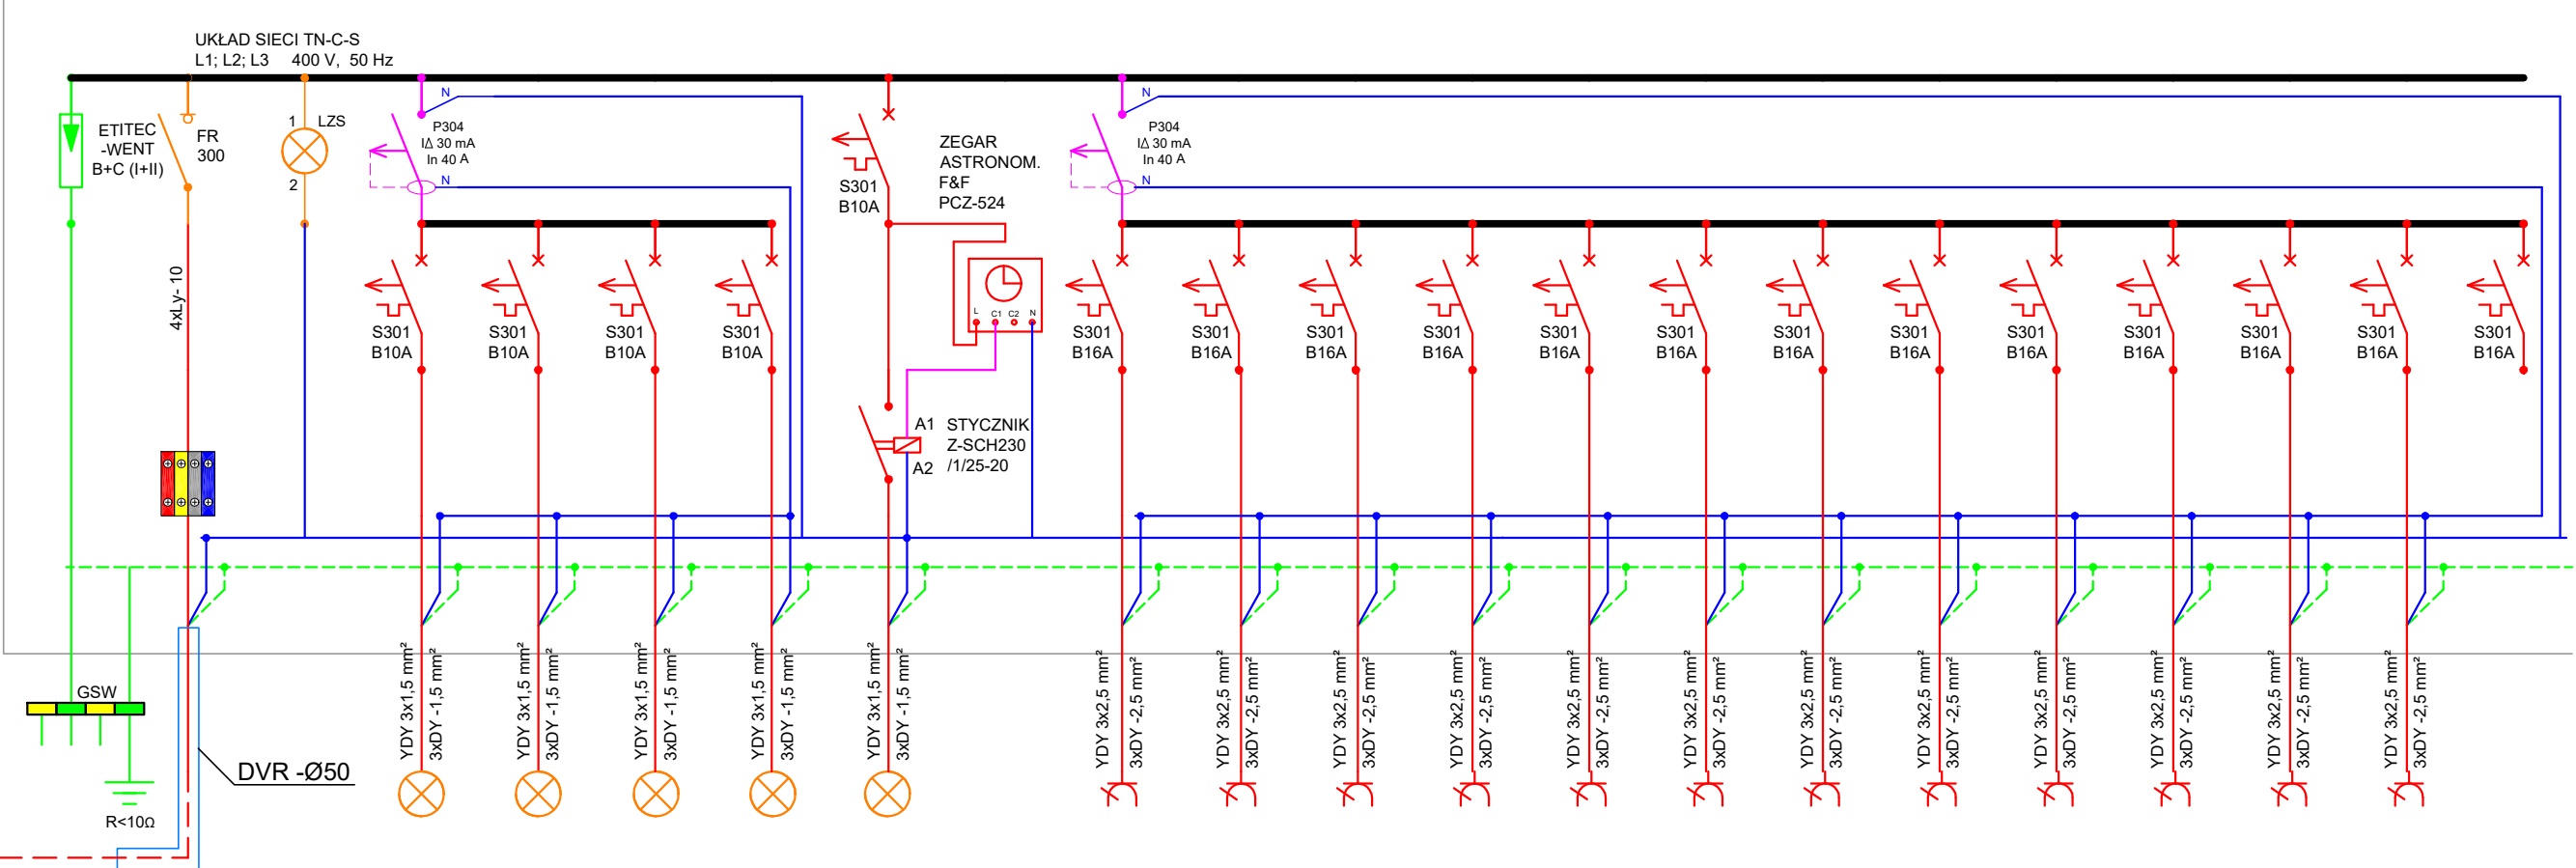 UKŁAD SIECI TN-C-S
L1; L2; L3 400 V, 50 Hz
ETITEC
-WENT
B+C (I+II)
FR
300
1
LZS
2
N
P304
IΔ 30 mA
In 40 A
N
S301
B10A
ZEGAR
ASTRONOM.
F&F
PCZ-524
N
P304
IΔ 30 mA
In 40 A
N
4xLy- 10
S301
B10A
S301
B10A
S301
B10A
S301
B10A
L
C1
C2
N
S301
B16A
S301
B16A
S301
B16A
S301
B16A
S301
B16A
S301
B16A
S301
B16A
S301
B16A
S301
B16A
S301
B16A
S301
B16A
S301
B16A
S301
B16A
A1
A2
STYCZNIK
Z-SCH230
/1/25-20
GSW
R<10Ω
DVR -Ø50
YDY 3x1,5 mm²
3xDY -1,5 mm²
YDY 3x1,5 mm²
3xDY -1,5 mm²
YDY 3x1,5 mm²
3xDY -1,5 mm²
YDY 3x1,5 mm²
3xDY -1,5 mm²
YDY 3x1,5 mm²
3xDY -1,5 mm²
YDY 3x2,5 mm²
3xDY -2,5 mm²
YDY 3x2,5 mm²
3xDY -2,5 mm²
YDY 3x2,5 mm²
3xDY -2,5 mm²
YDY 3x2,5 mm²
3xDY -2,5 mm²
YDY 3x2,5 mm²
3xDY -2,5 mm²
YDY 3x2,5 mm²
3xDY -2,5 mm²
YDY 3x2,5 mm²
3xDY -2,5 mm²
YDY 3x2,5 mm²
3xDY -2,5 mm²
YDY 3x2,5 mm²
3xDY -2,5 mm²
YDY 3x2,5 mm²
3xDY -2,5 mm²
YDY 3x2,5 mm²
3xDY -2,5 mm²
YDY 3x2,5 mm²
3xDY -2,5 mm²